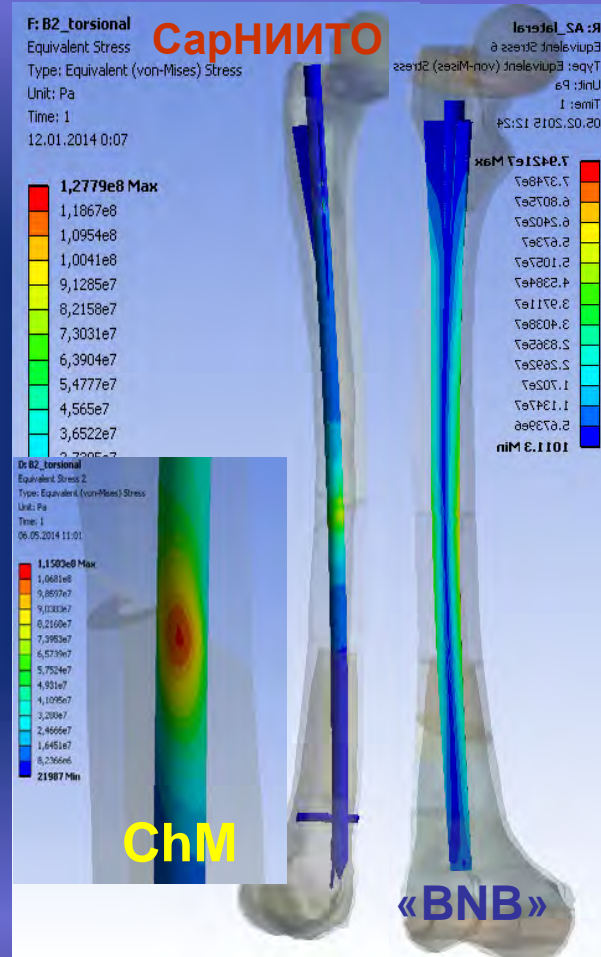 F: B2_torsional
Equivalent Stress
Type: Equivalent (von-Mises) Stress
Unit: Pa
Time: 1
12.01.2014 0:07
СарНИИТО
1,2779e8 Max
1,1867e8
1,0954e8
1,0041e8
9,1285e7
8,2158e7
7,3031e7
6,3904e7
5,4777e7
4,565e7
3,6522e7
R: A2_lateral
Equivalent Stress 6
Type: Equivalent (von-Mises) Stress
Unit: Pa
Time: 1
05.02.2015 12:24
7.9421e7 Max
7.3748e7
6.8075e7
6.2402e7
5.673e7
5.1057e7
4.5384e7
3.9711e7
3.4038e7
2.8365e7
2.2692e7
1.702e7
1.1347e7
5.6739e6
1011.3 Min
D: B2_torsional
Equivalent Stress 2
Type: Equivalent (von-Mises) Stress
Unit: Pa
Time: 1
06.05.2014 11:01
1,1503e8 Max
1,0681e8
9,8597e7
9,0383e7
8,2168e7
7,3953e7
6,5739e7
5,7524e7
4,931e7
4,1095e7
3,288e7
2,4666e7
1,6451e7
8,2366e6
21987 Min
ChM
«BNB»